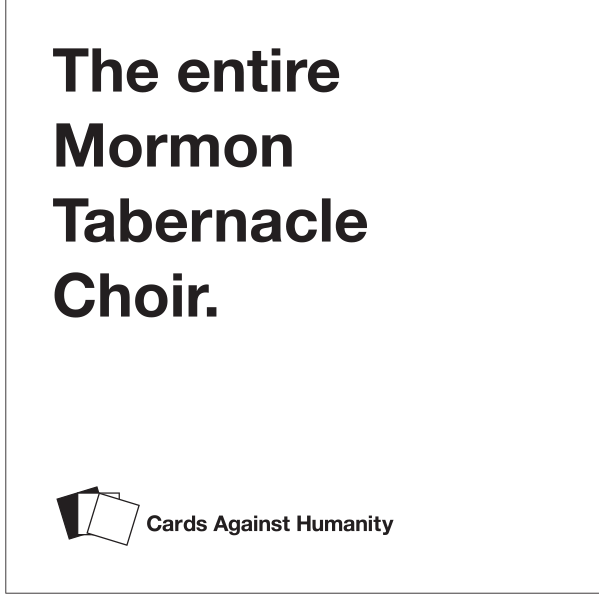 The entire
Mormon
Tabernacle
Choir.
Cards Against Humanity